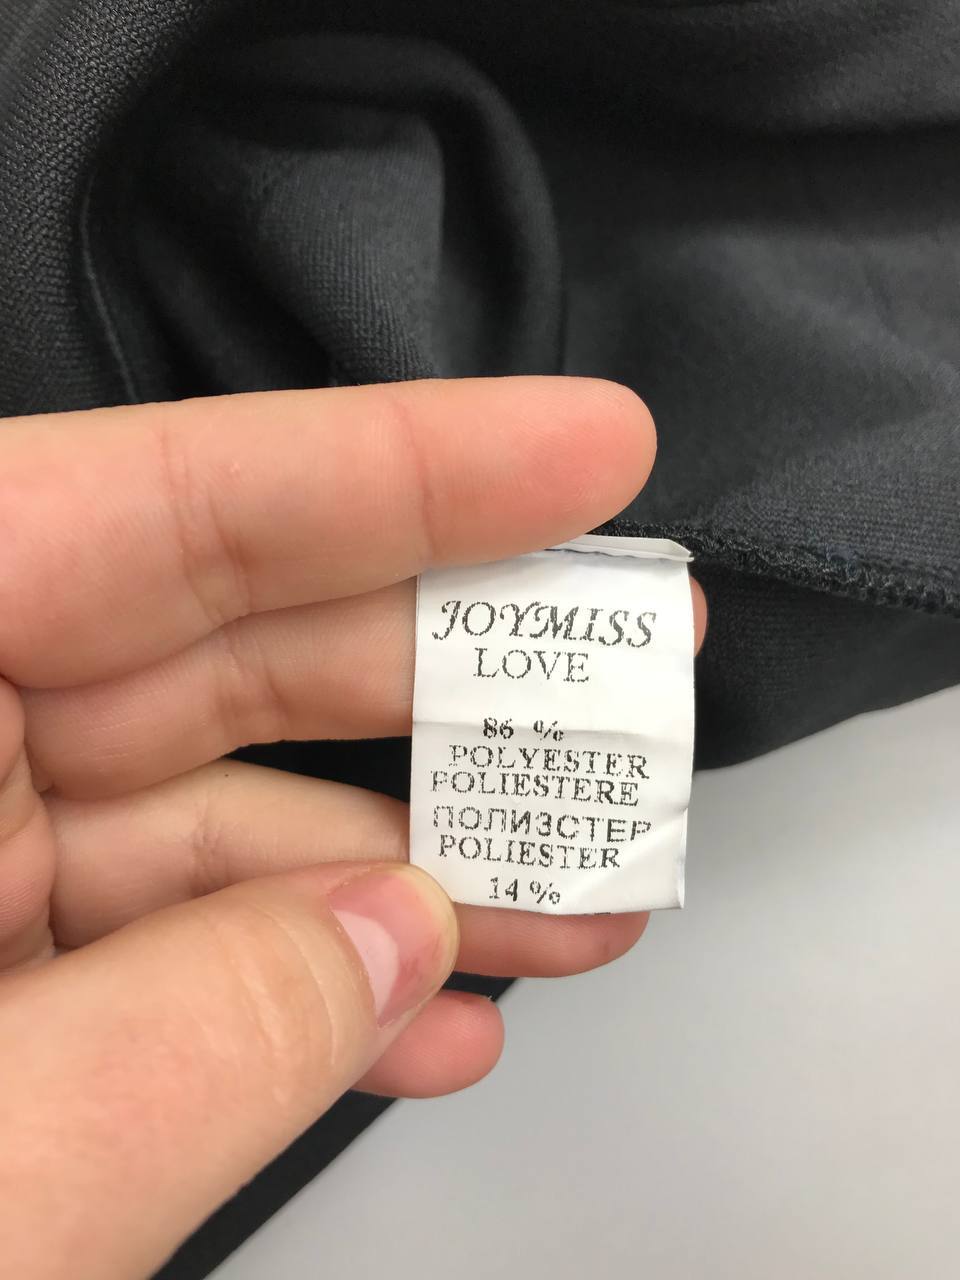 JOYMISS
LOVE
86 %
POLYESTER
POLIESTERE
ПОЛИЗСТЕР
POLIESTER
14 %